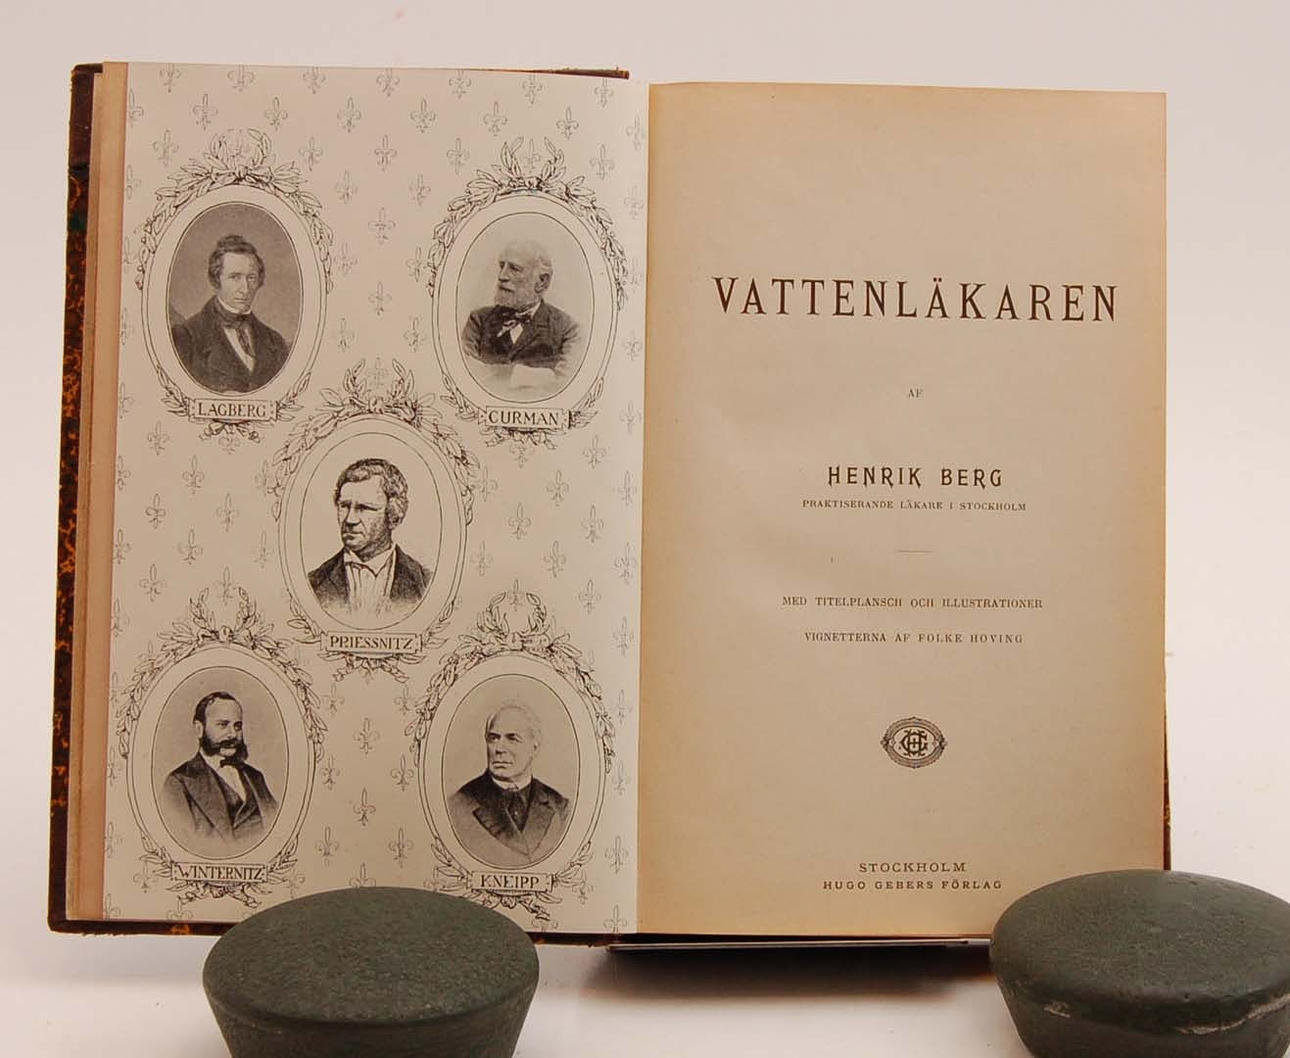 LAGBERG
CURMAN
PRIESSNITZ
WINTERNITZ
KNEIPP
VATTENLÄKAREN
AF
HENRIK BERG
PRAKTISERANDE LÄKARE I STOCKHOLM
MED TITELPLANSCH OCH ILLUSTRATIONER
VIGNETTERNA AF FOLKE HOVING
STOCKHOLM
HUGO GEBERS FÖRLAG